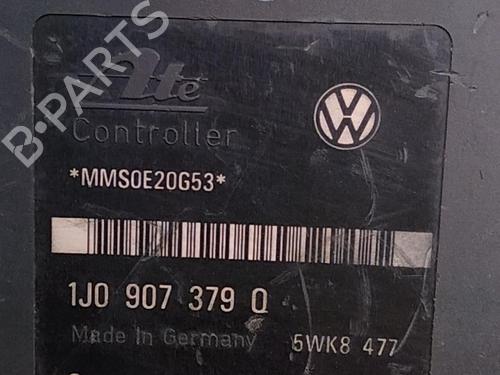 Ate
Controller
*MMS0E20G53*
1J0 907 379 Q
Made In Germany 5WK8 477
B-PARTS